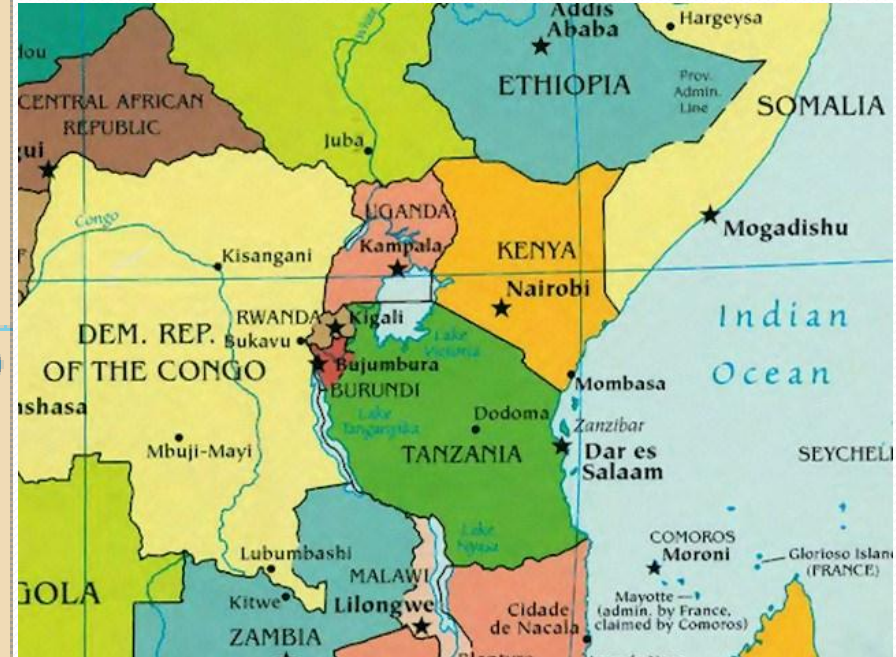 Addis
Ababa
Hargeysa
ETHIOPIA
Prov.
Admin.
Line
SOMALIA
CENTRAL AFRICAN
REPUBLIC
Juba
UGANDA
Mogadishu
Congo
Kampala
KENYA
Kisangani
Nairobi
Indian
Ocean
RWANDA
Kigali
DEM. REP.
OF THE CONGO
Bukavu
Lake
Victoria
Bujumbura
BURUNDI
Mombasa
Lake
Tanganyika
Dodoma
Zanzibar
Mbuji-Mayi
TANZANIA
Dar es
Salaam
Lake
Nyasa
COMOROS
Moroni
Glorioso
(FRANCE)
Lubumbashi
MALAWI
Kitwe
Lilongwe
Mayotte
(admin. by France,
claimed by Comoros)
Cidade
de Nacala
ZAMBIA